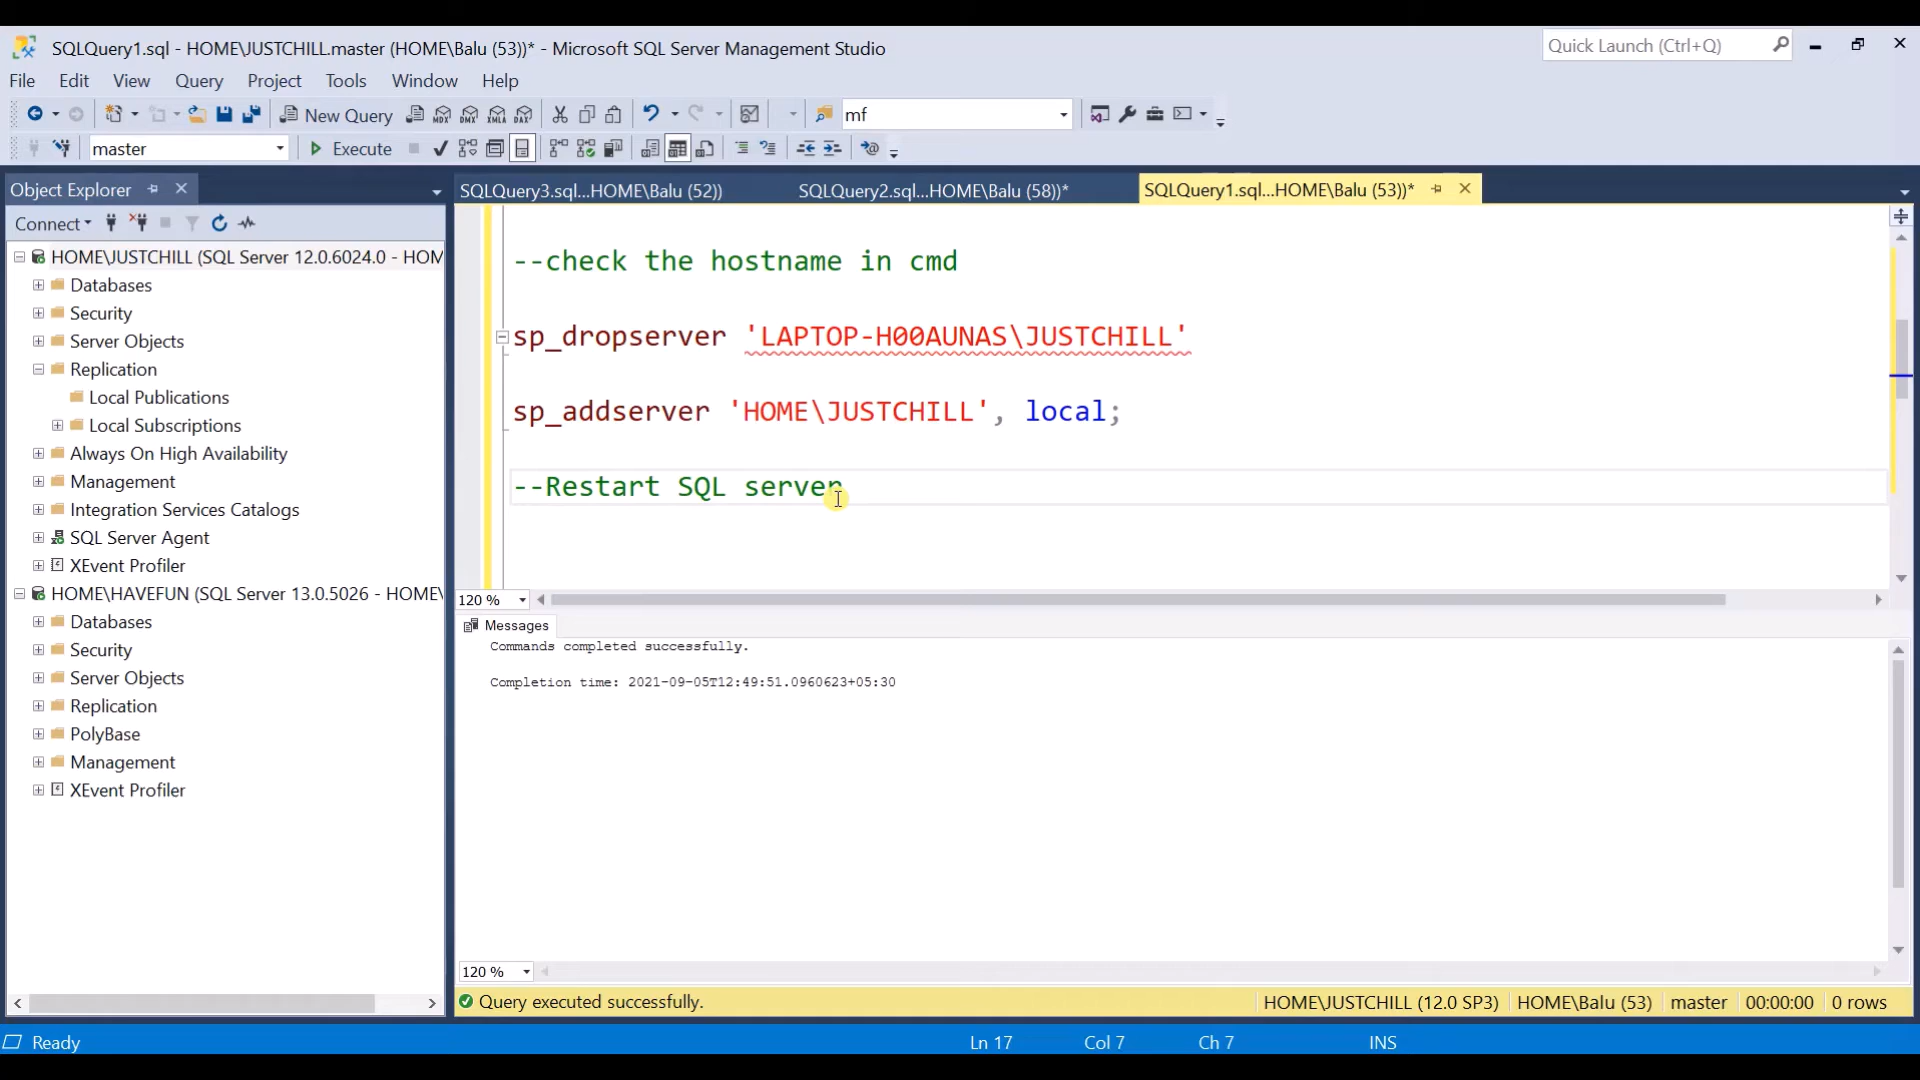 SQLQuery1.sql - HOME\JUSTCHILL.master (HOME\Balu (53))* - Microsoft SQL Server Management Studio
Quick Launch (Ctrl+Q)
File Edit View Query Project Tools Window Help
New Query
mf
master
Execute
Object Explorer
SQLQuery3.sql...HOME\Balu (52))
SQLQuery2.sql...HOME\Balu (58))*
SQLQuery1.sql...HOME\Balu (53))*
Connect
HOME\JUSTCHILL (SQL Server 12.0.6024.0 - HOM
Databases
Security
Server Objects
Replication
Local Publications
Local Subscriptions
Always On High Availability
Management
Integration Services Catalogs
SQL Server Agent
XEvent Profiler
HOME\HAVEFUN (SQL Server 13.0.5026 - HOME\
Databases
Security
Server Objects
Replication
PolyBase
Management
XEvent Profiler
--check the hostname in cmd
sp_dropserver 'LAPTOP-H00AUNAS\JUSTCHILL'
sp_addserver 'HOME\JUSTCHILL', local;
--Restart SQL server
120 %
Messages
Commands completed successfully.
Completion time: 2021-09-05T12:49:51.0960623+05:30
120 %
Query executed successfully.
HOME\JUSTCHILL (12.0 SP3)
HOME\Balu (53)
master
00:00:00
0 rows
Ready
Ln 17
Col 7
Ch 7
INS